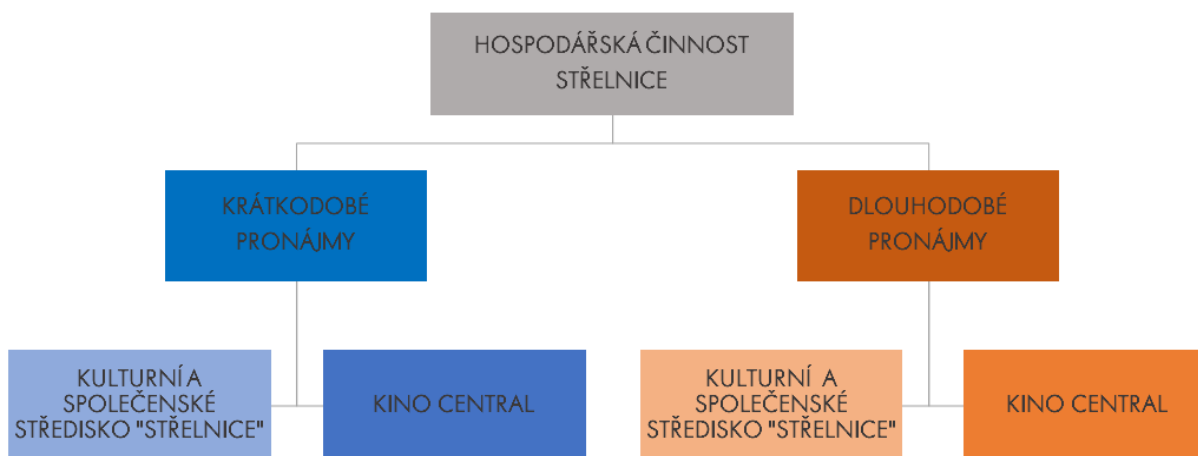 HOSPODÁŘSKÁ ČINNOST
STŘELNICE
KRÁTKODOBÉ
PRONÁJMY
DLOUHODOBÉ
PRONÁJMY
KULTURNÍ A
SPOLEČENSKÉ
STŘEDISKO "STŘELNICE"
KINO CENTRAL
KULTURNÍ A
SPOLEČENSKÉ
STŘEDISKO "STŘELNICE"
KINO CENTRAL